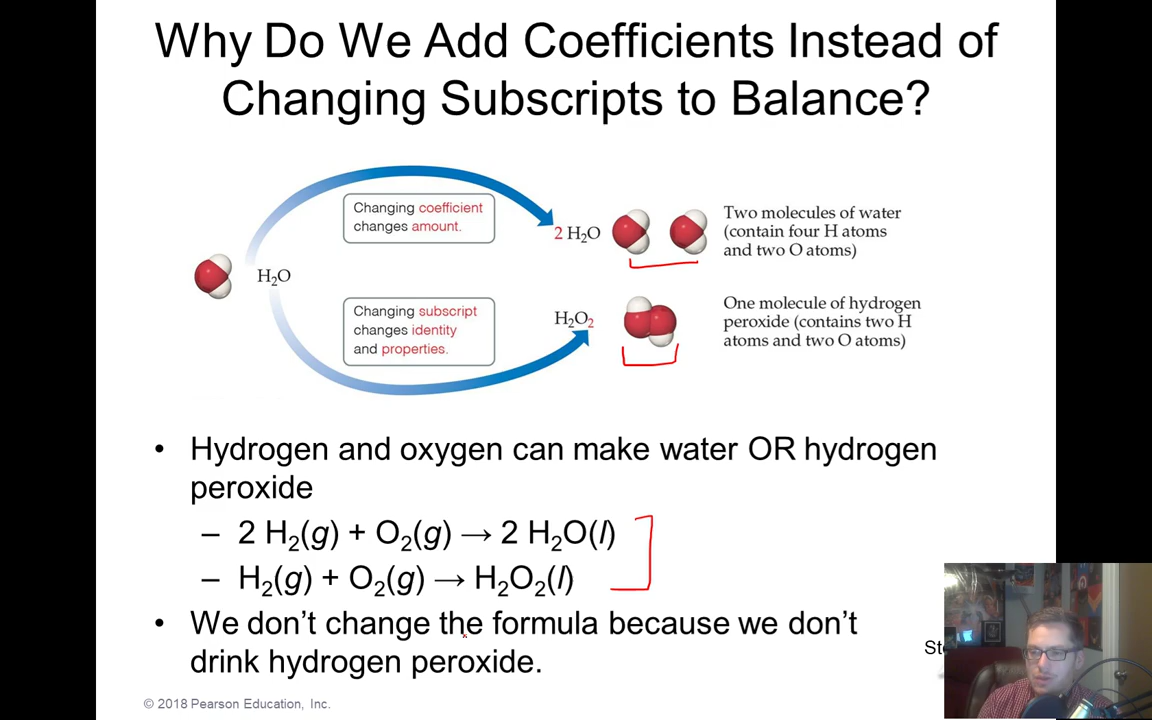 Why Do We Add Coefficients Instead of
Changing Subscripts to Balance?
Changing coefficient
changes amount.
2 H₂O
Two molecules of water
(contain four H atoms
and two O atoms)
H₂O
Changing subscript
changes identity
and properties.
H₂O₂
One molecule of hydrogen
peroxide (contains two H
atoms and two O atoms)
• Hydrogen and oxygen can make water OR hydrogen
peroxide
– 2 H₂(g) + O₂(g) → 2 H₂O(l)
– H₂(g) + O₂(g) → H₂O₂(l)
• We don't change the formula because we don't
drink hydrogen peroxide.
© 2018 Pearson Education, Inc.